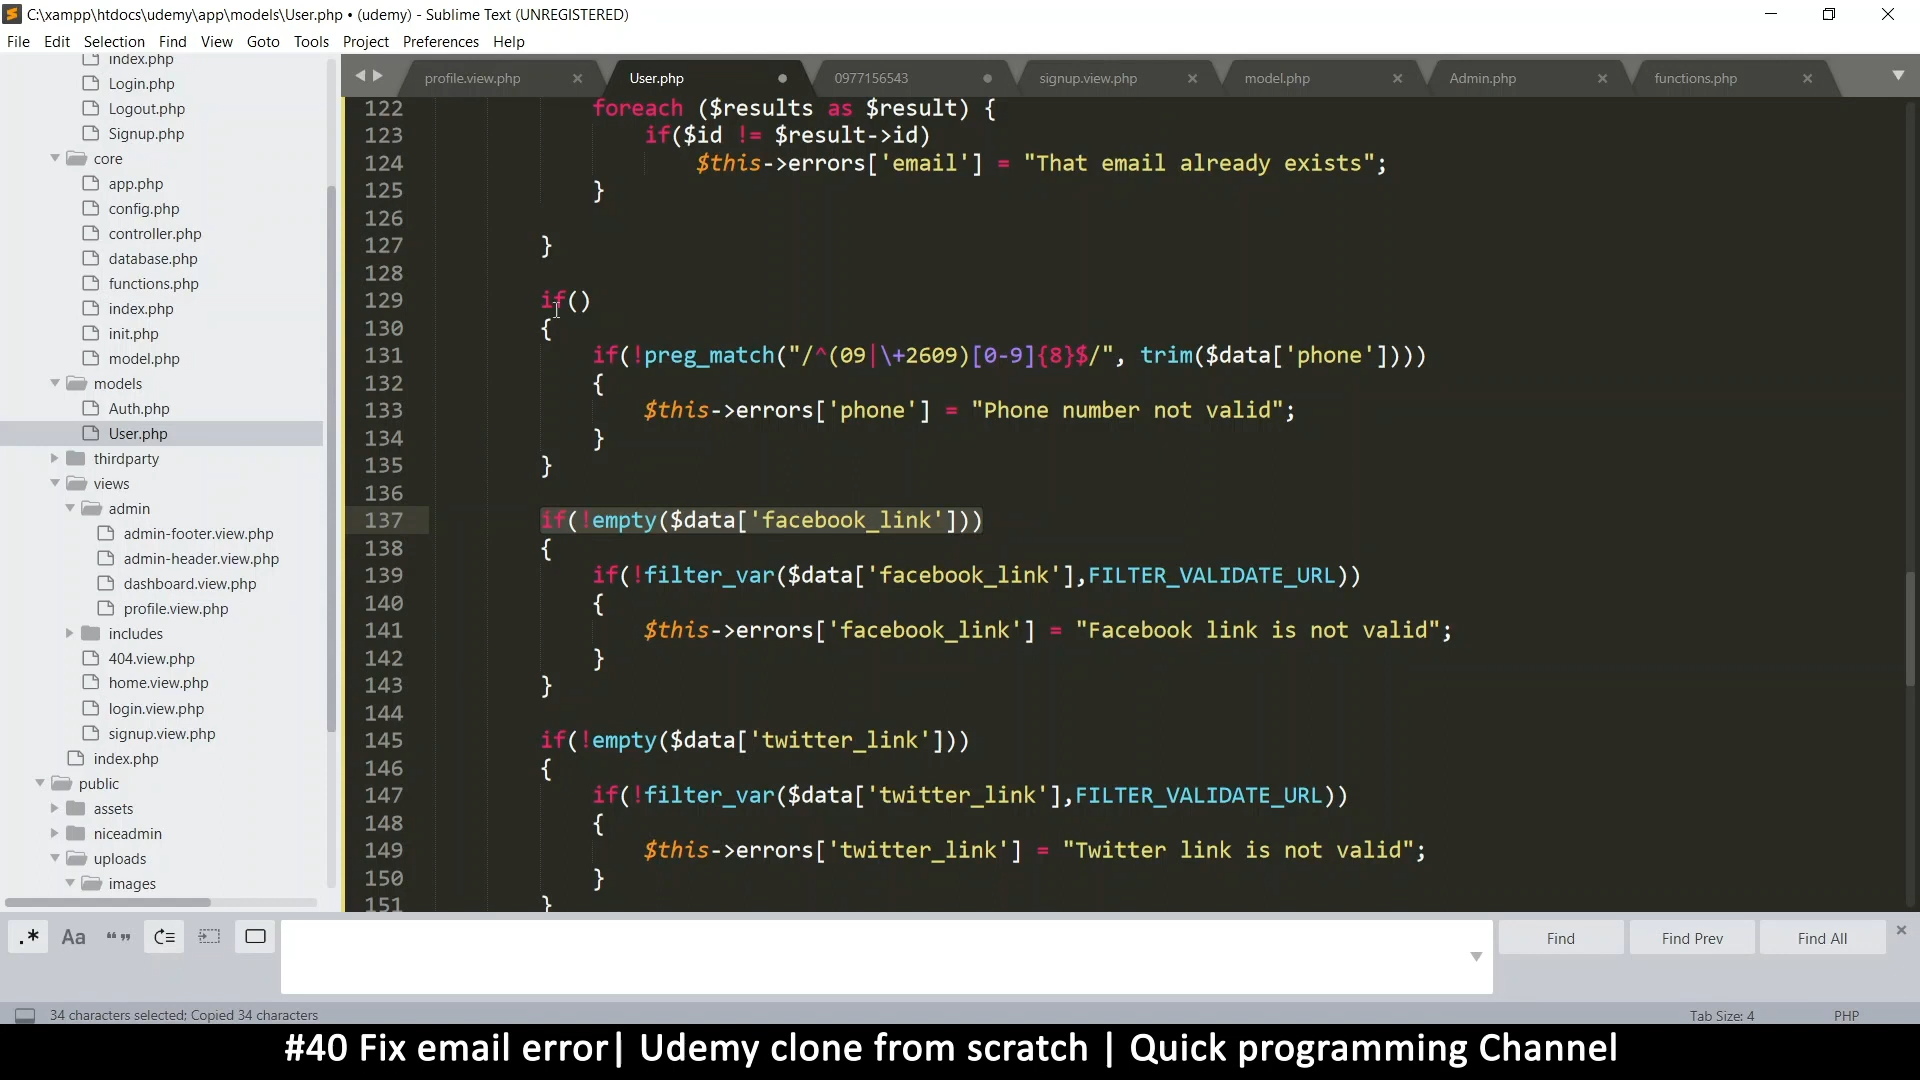 C:\xampp\htdocs\udemy\app\models\User.php • (udemy) - Sublime Text (UNREGISTERED)
File Edit Selection Find View Goto Tools Project Preferences Help
index.php
Login.php
Logout.php
Signup.php
core
app.php
config.php
controller.php
database.php
functions.php
index.php
init.php
model.php
models
Auth.php
User.php
thirdparty
views
admin
admin-footer.view.php
admin-header.view.php
dashboard.view.php
profile.view.php
includes
404.view.php
home.view.php
login.view.php
signup.view.php
index.php
public
assets
niceadmin
uploads
images
profile.view.php User.php 0977156543 signup.view.php model.php Admin.php functions.php
122 foreach ($results as $result) {
123 if($id != $result->id)
124 $this->errors['email'] = "That email already exists";
125 }
126
127 }
128
129 if()
130 {
131 if(!preg_match("/^(09|\+2609)[0-9]{8}$/", trim($data['phone'])))
132 {
133 $this->errors['phone'] = "Phone number not valid";
134 }
135 }
136
137 if(!empty($data['facebook_link']))
138 {
139 if(!filter_var($data['facebook_link'],FILTER_VALIDATE_URL))
140 {
141 $this->errors['facebook_link'] = "Facebook link is not valid";
142 }
143 }
144
145 if(!empty($data['twitter_link']))
146 {
147 if(!filter_var($data['twitter_link'],FILTER_VALIDATE_URL))
148 {
149 $this->errors['twitter_link'] = "Twitter link is not valid";
150 }
151 }
.* Aa “” Find Find Prev Find All
34 characters selected; Copied 34 characters Tab Size: 4 PHP
#40 Fix email error| Udemy clone from scratch | Quick programming Channel